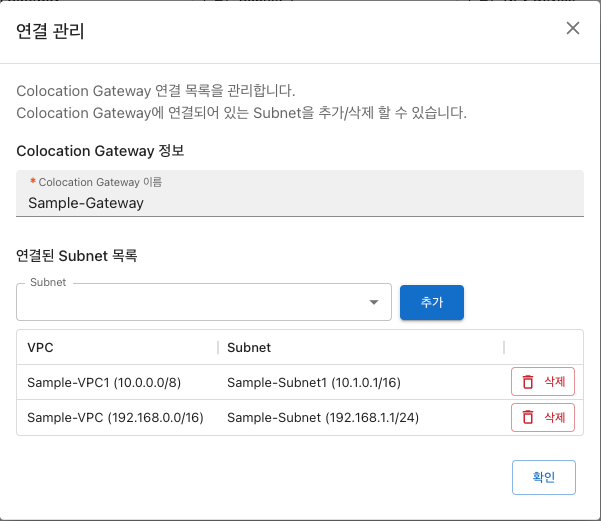 연결 관리
Colocation Gateway 연결 목록을 관리합니다.
Colocation Gateway에 연결되어 있는 Subnet을 추가/삭제 할 수 있습니다.
Colocation Gateway 정보
* Colocation Gateway 이름
Sample-Gateway
연결된 Subnet 목록
Subnet
추가
VPC Subnet
Sample-VPC1 (10.0.0.0/8) Sample-Subnet1 (10.1.0.1/16) 삭제
Sample-VPC (192.168.0.0/16) Sample-Subnet (192.168.1.1/24) 삭제
확인